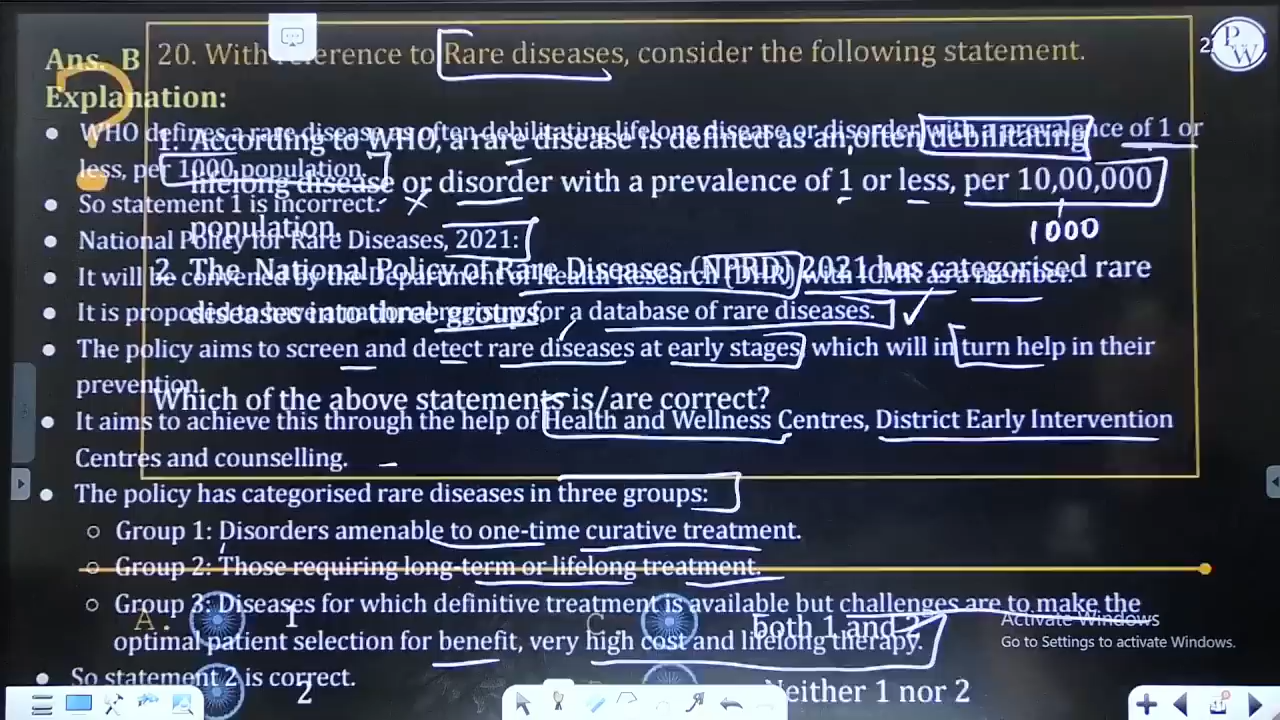 Ans. B
20. With reference to Rare diseases, consider the following statement.
Explanation:
WHO defines a rare disease as often debilitating lifelong disease or disorder with a prevalence of 1 or
less, per 1000 population.
So statement 1 is incorrect.
National Policy for Rare Diseases, 2021:
It will be convened by the Department of Health Research (DHR) with ICMR as a member.
It is proposed to have a national registry for a database of rare diseases.
The policy aims to screen and detect rare diseases at early stages, which will in turn help in their
prevention.
It aims to achieve this through the help of Health and Wellness Centres, District Early Intervention
Centres and counselling.
The policy has categorised rare diseases in three groups:
Group 1: Disorders amenable to one-time curative treatment.
Group 2: Those requiring long-term or lifelong treatment.
Group 3: Diseases for which definitive treatment is available but challenges are to make the
optimal patient selection for benefit, very high cost and lifelong therapy.
So statement 2 is correct.
1. According to WHO, a rare disease is defined as an often debilitating
lifelong disease or disorder with a prevalence of 1 or less, per 10,00,000
population.
1000
2. The National Policy of Rare Diseases (NPRD) 2021 has categorised rare
diseases into three groups.
Which of the above statements is/are correct?
A. 1
2
C. both 1 and 2
Neither 1 nor 2
PW
2
Activate Windows
Go to Settings to activate Windows.